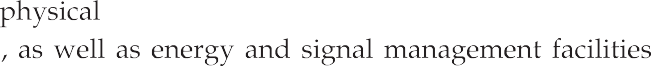 physical
, as well as energy and signal management facilities